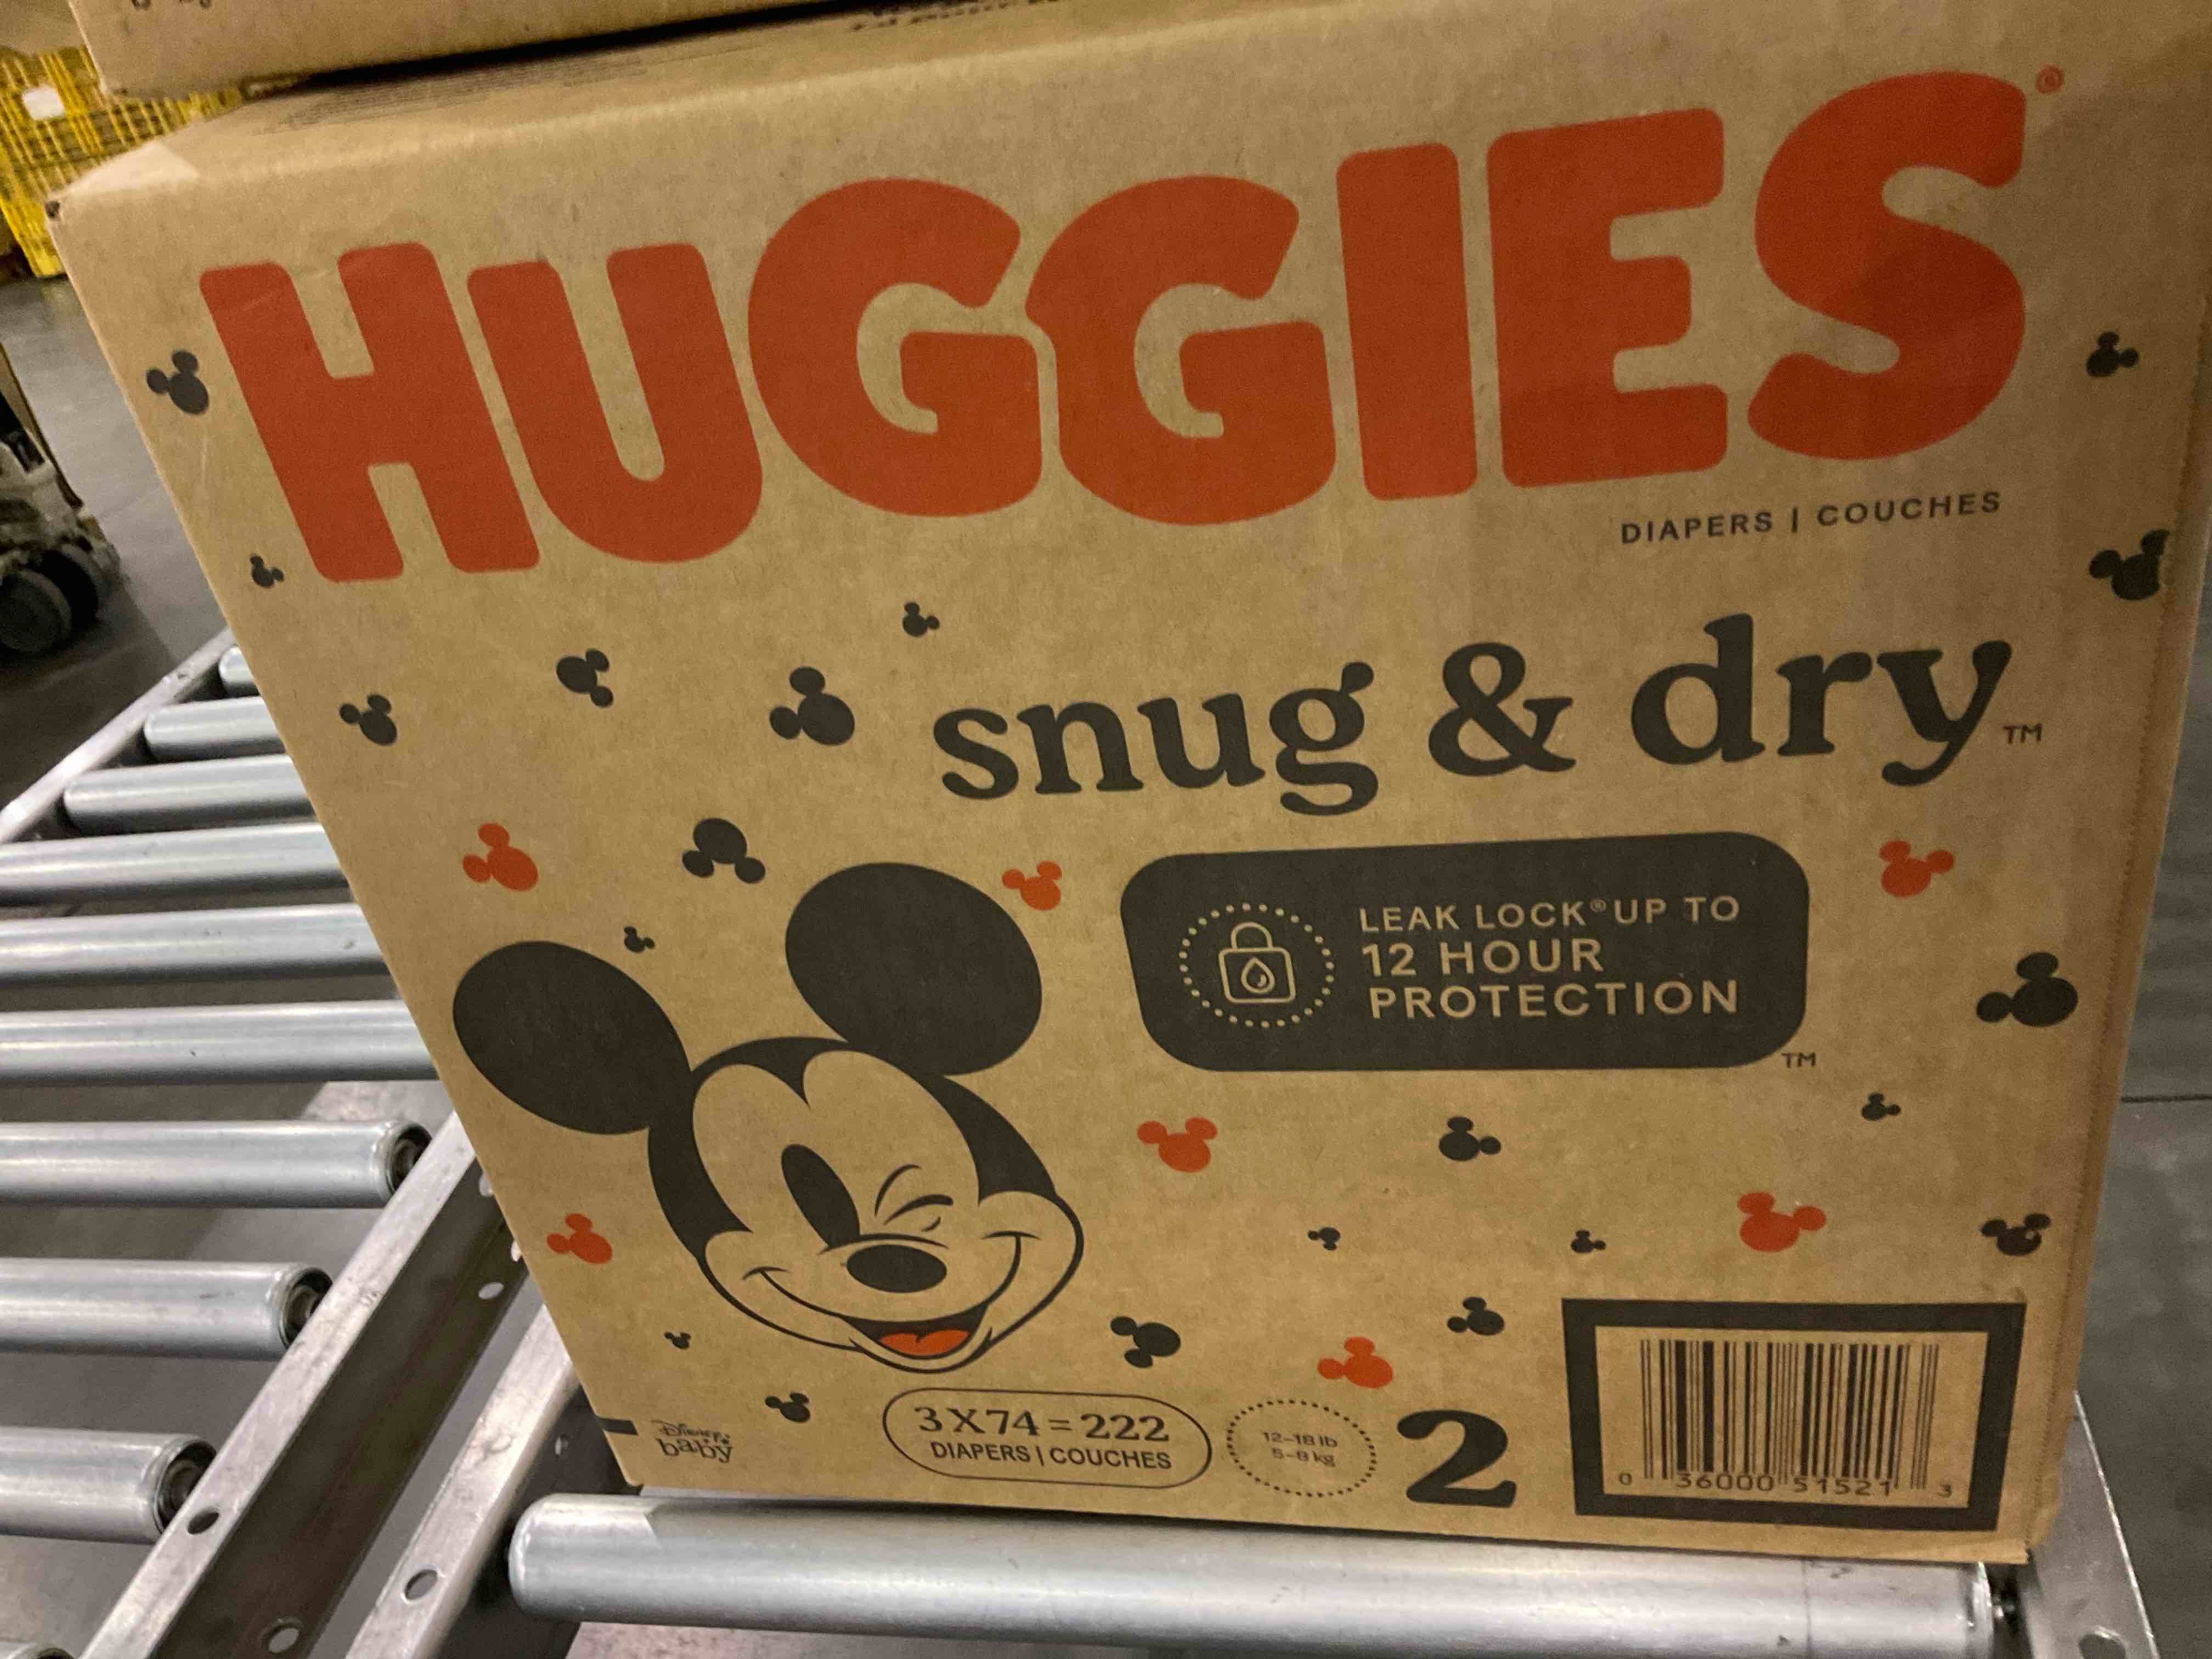 HUGGIES®
DIAPERS | COUCHES
snug & dry™
LEAK LOCK® UP TO
12 HOUR
PROTECTION
™
Disney
baby
3X74=222
DIAPERS | COUCHES
12-18 lb
5-8 kg
2
0 36000 51521 3